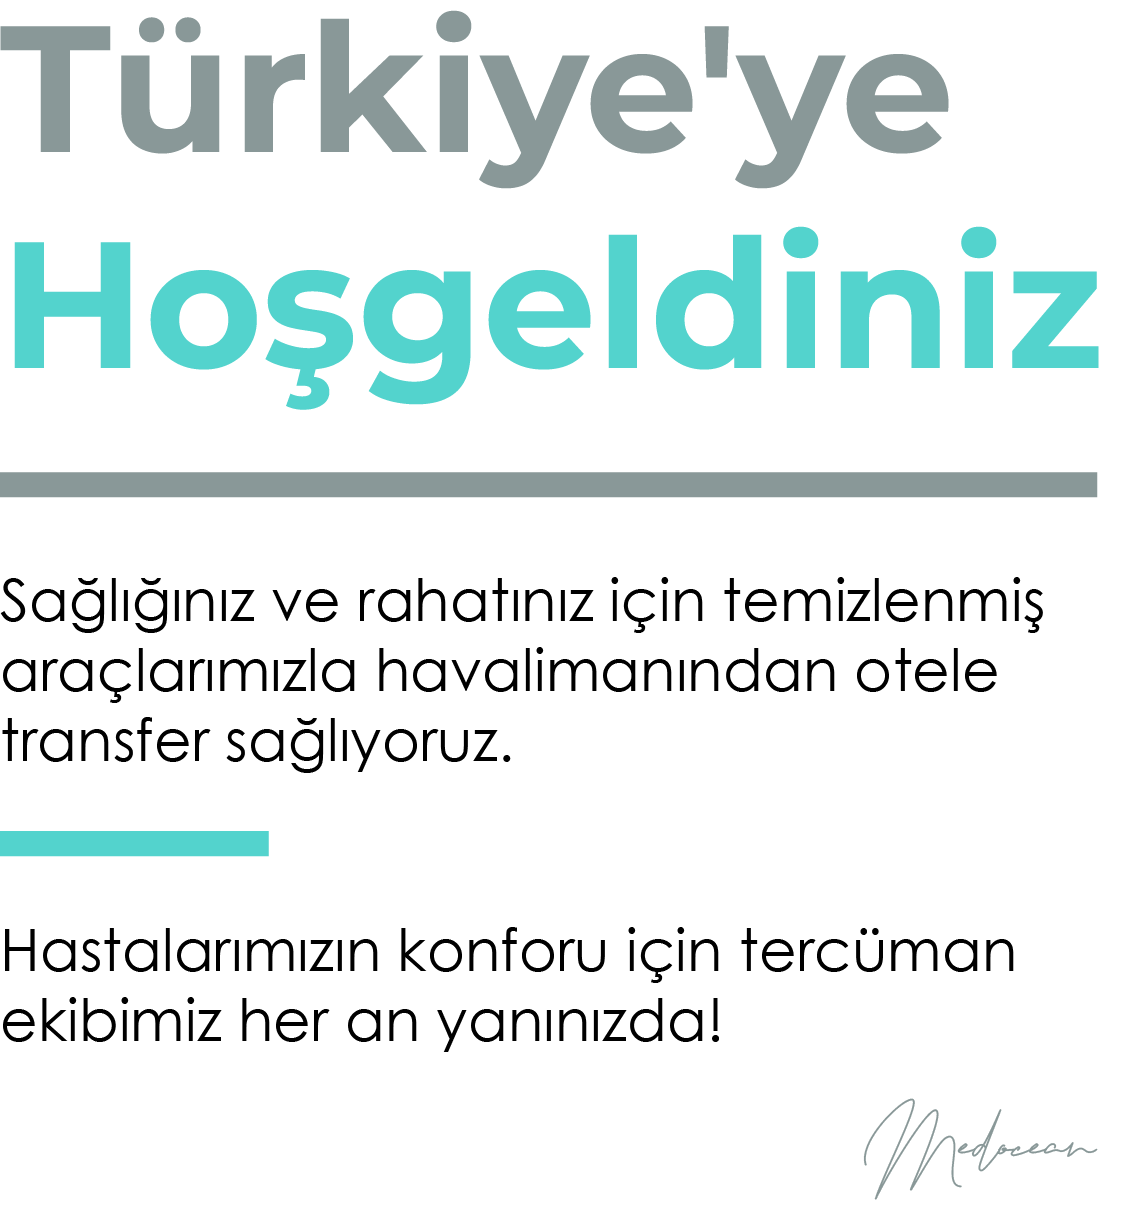 Türkiye'ye
Hoşgeldiniz
Sağlığınız ve rahatınız için temizlenmiş
araçlarımızla havalimanından otele
transfer sağlıyoruz.
Hastalarımızın konforu için tercüman
ekibimiz her an yanınızda!
Medocean